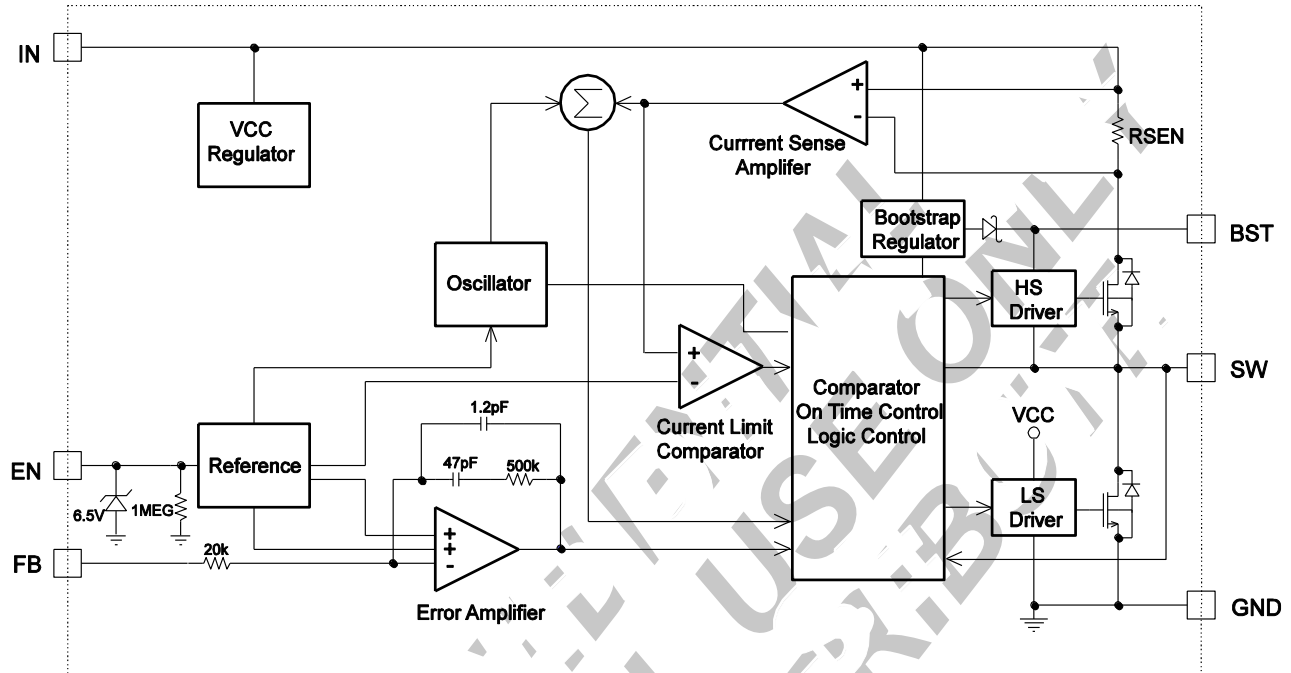 IN
VCC
Regulator
Σ
+
-
Currrent Sense
Amplifer
RSEN
Bootstrap
Regulator
BST
Oscillator
HS
Driver
+
-
Current Limit
Comparator
Comparator
On Time Control
Logic Control
SW
VCC
1.2pF
47pF
500k
EN
Reference
6.5V
1MEG
LS
Driver
FB
20k
+
+
-
Error Amplifier
GND
USE ONLY